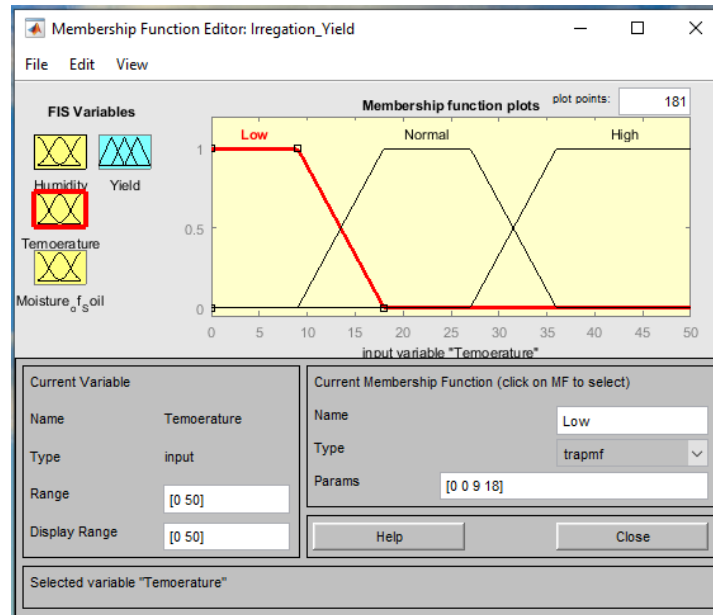 Membership Function Editor: Irregation_Yield
File Edit View
FIS Variables
Membership function plots
plot points:
181
Humidity Yield
Temoerature
Moisture_of_Soil
Low Normal High
1
0.5
0
0 5 10 15 20 25 30 35 40 45 50
input variable "Temoerature"
Current Variable
Name Temoerature
Type input
Range [0 50]
Display Range [0 50]
Current Membership Function (click on MF to select)
Name Low
Type trapmf
Params [0 0 9 18]
Help Close
Selected variable "Temoerature"